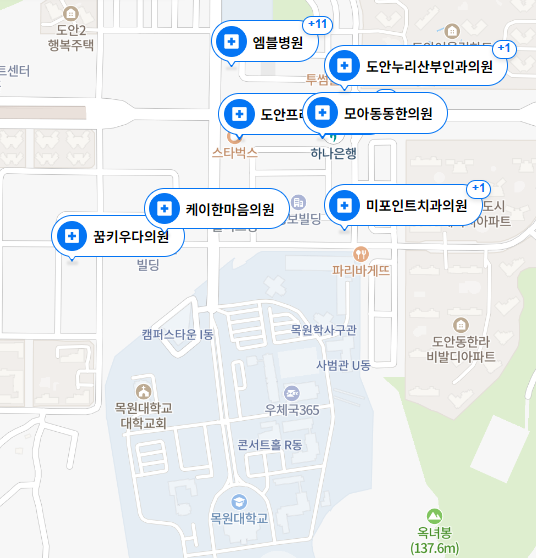 도안2
행복주택
+11
엠블병원
+1
도안누리산부인과의원
트센터
투썸
도안프
모아동동한의원
스타벅스
하나은행
케이한마음의원
+1
미포인트치과의원
꿈키우다의원
보빌딩
도시
아파트
빌딩
파리바게뜨
캠퍼스타운 I동
목원학사구관
도안동한라
비발디아파트
사범관 U동
목원대학교
대학교회
우체국365
콘서트홀 R동
목원대학교
옥녀봉
(137.6m)